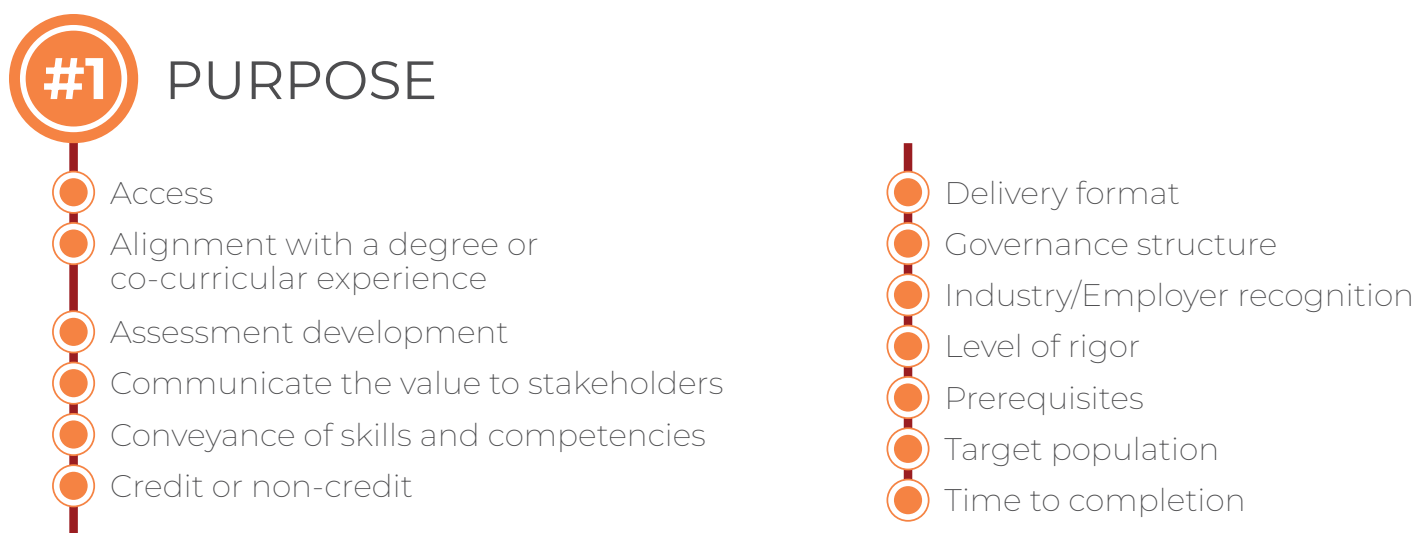 #1
PURPOSE
Access
Alignment with a degree or
co-curricular experience
Assessment development
Communicate the value to stakeholders
Conveyance of skills and competencies
Credit or non-credit
Delivery format
Governance structure
Industry/Employer recognition
Level of rigor
Prerequisites
Target population
Time to completion